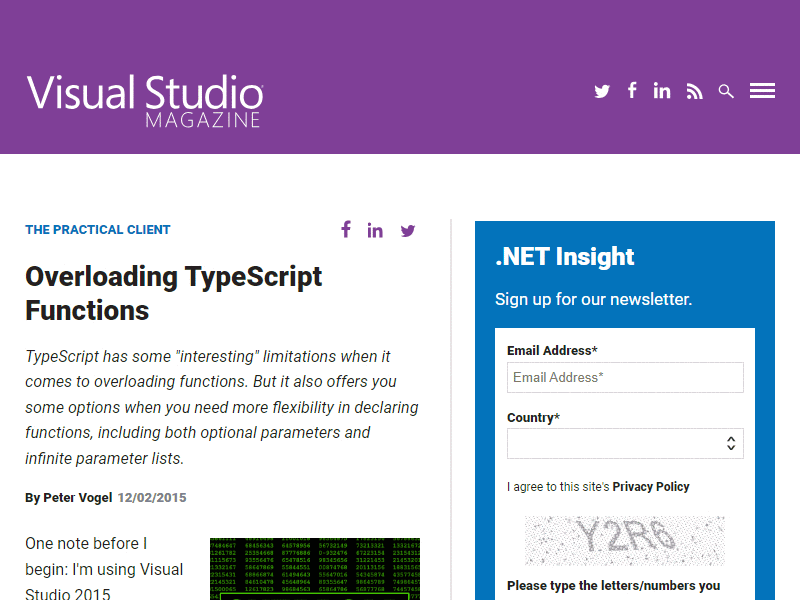 Visual Studio
MAGAZINE
THE PRACTICAL CLIENT
Overloading TypeScript
Functions
TypeScript has some "interesting" limitations when it
comes to overloading functions. But it also offers you
some options when you need more flexibility in declaring
functions, including both optional parameters and
infinite parameter lists.
By Peter Vogel 12/02/2015
One note before I
begin: I'm using Visual
Studio 2015
.NET Insight
Sign up for our newsletter.
Email Address*
Email Address*
Country*
I agree to this site's Privacy Policy
Y2R6
Please type the letters/numbers you